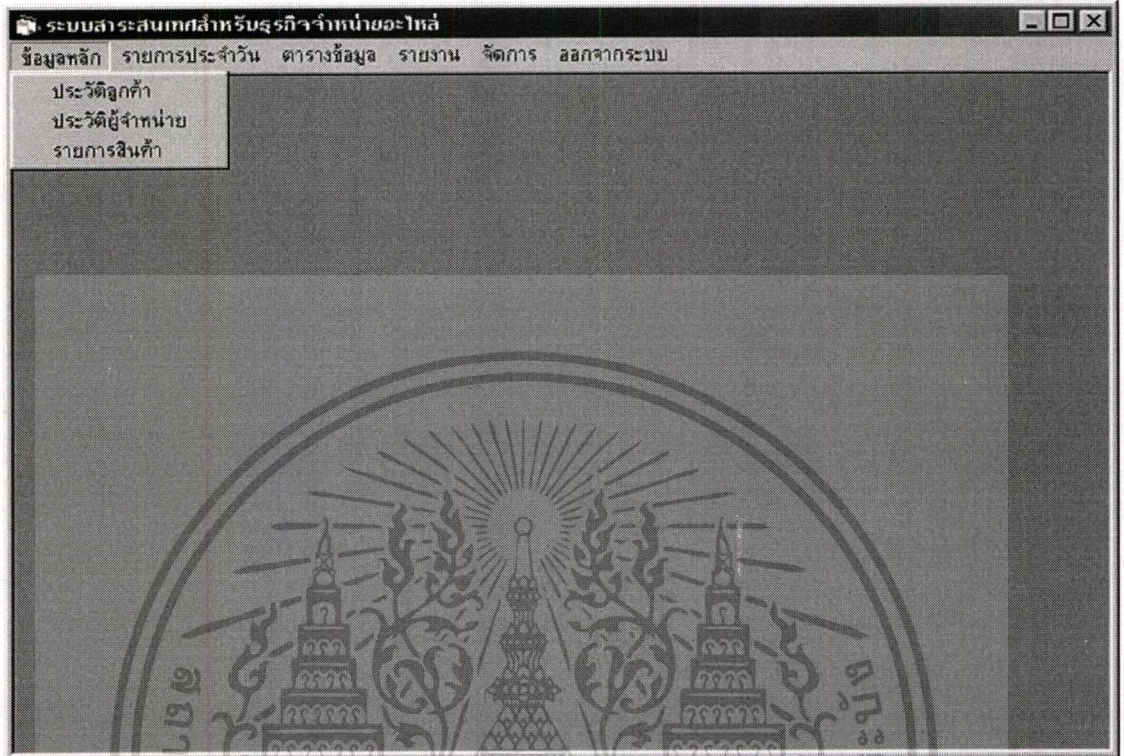 ระบบสาระสนเทศสำหรับธุรกิจจำหน่ายอะไหล่
ข้อมูลหลัก รายการประจำวัน ตารางข้อมูล รายงาน จัดการ ออกจากระบบ
ประวัติลูกค้า
ประวัติผู้จำหน่าย
รายการสินค้า